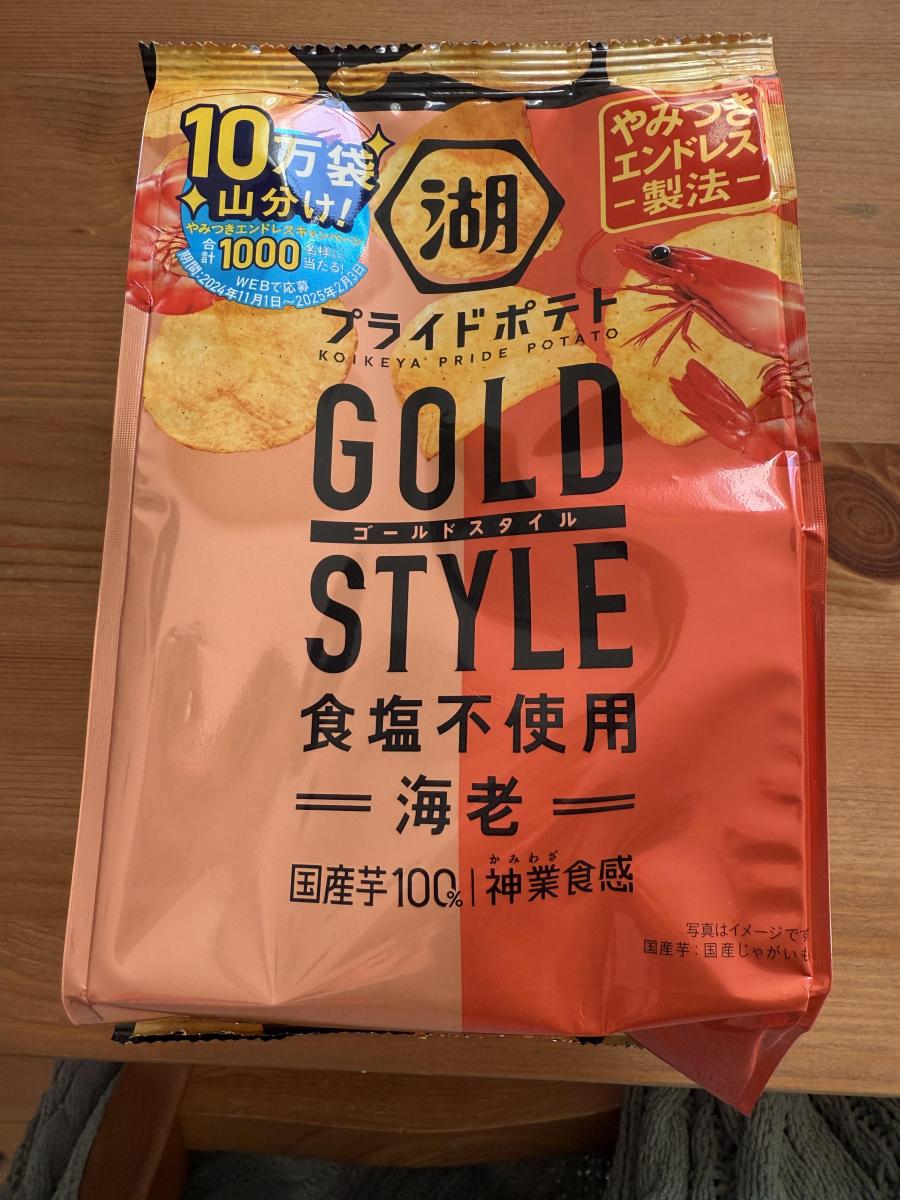 10万袋
山分け!
やみつきエンドレスキ
合計1000名様に当たる!
WEBで応募
期間:2024年11月1日〜2025年2月3日
湖
やみつき
エンドレス
-製法-
プライドポテト
KOIKEYA PRIDE POTATO
GOLD
ゴールドスタイル
STYLE
食塩不使用
海老
かみわざ
国産芋100%|神業食感
写真はイメージです
国産芋:国産じゃがいも